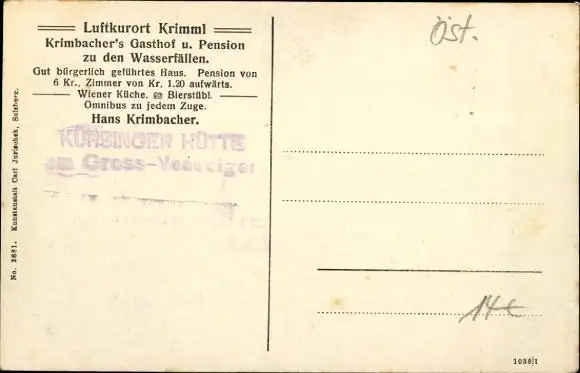 Luftkurort Krimml
Krimbacher's Gasthof u. Pension
zu den Wasserfällen.
Gut bürgerlich geführtes Haus. Pension von
6 Kr., Zimmer von Kr. 1.20 aufwärts.
Wiener Küche. Bierstübl.
Omnibus zu jedem Zuge.
Hans Krimbacher.
KÜRSINGER HÜTTE
am Gross-Venediger
No. 2681. Kunstanstalt Carl Jurischek, Salzburg.
Öst.
14€
1038|1